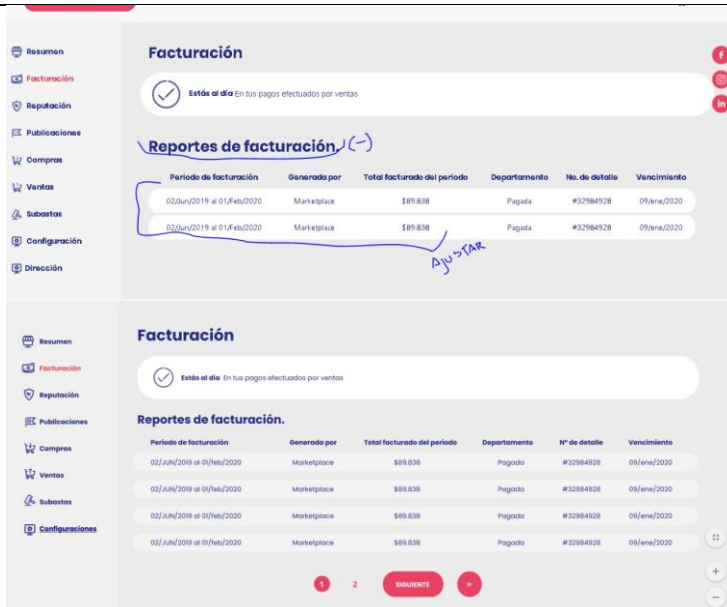 Resumen
Facturación
Reputación
Publicaciones
Compras
Ventas
Subastas
Configuración
Dirección
Facturación
Estás al día En tus pagos efectuados por ventas
Reportes de facturación. (-)
Periodo de facturación Generada por Total facturado del periodo Departamento No. de detalle Vencimiento
02/Jun/2019 al 01/Feb/2020 Marketplace $89.838 Pagada #32984928 09/ene/2020
02/Jun/2019 al 01/Feb/2020 Marketplace $89.838 Pagada #32984928 09/ene/2020
AJUSTAR
Resumen
Facturación
Reputación
Publicaciones
Compras
Ventas
Subastas
Configuraciones
Facturación
Estás al día En tus pagos efectuados por ventas
Reportes de facturación.
Periodo de facturación Generada por Total facturado del periodo Departamento N° de detalle Vencimiento
02/JUN/2019 al 01/feb/2020 Marketplace $89.838 Pagada #32984928 09/ene/2020
02/JUN/2019 al 01/feb/2020 Marketplace $89.838 Pagada #32984928 09/ene/2020
02/JUN/2019 al 01/feb/2020 Marketplace $89.838 Pagada #32984928 09/ene/2020
02/JUN/2019 al 01/feb/2020 Marketplace $89.838 Pagada #32984928 09/ene/2020
1 2 SIGUIENTE »